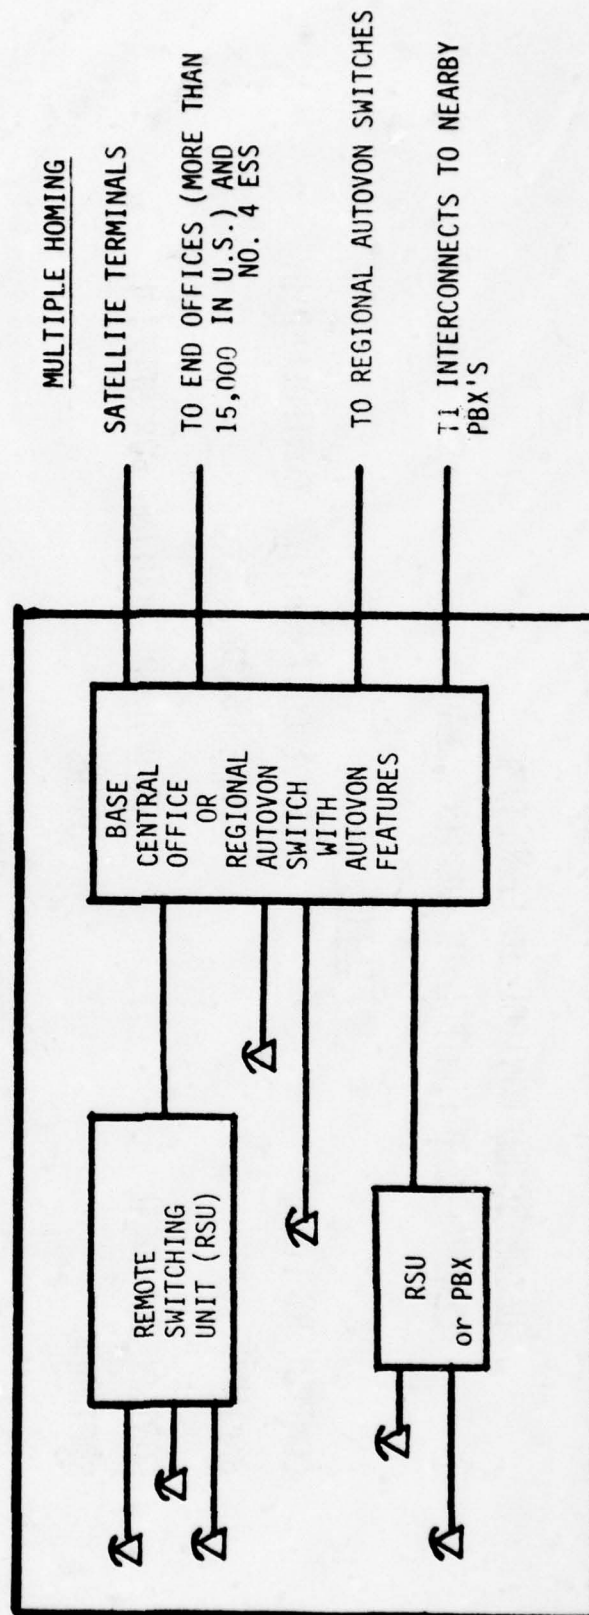 MULTIPLE HOMING
SATELLITE TERMINALS
TO END OFFICES (MORE THAN
15,000 IN U.S.) AND
NO. 4 ESS
TO REGIONAL AUTOVON SWITCHES
T1 INTERCONNECTS TO NEARBY
PBX'S
BASE
CENTRAL
OFFICE
OR
REGIONAL
AUTOVON
SWITCH
WITH
AUTOVON
FEATURES
REMOTE
SWITCHING
UNIT (RSU)
RSU
or PBX